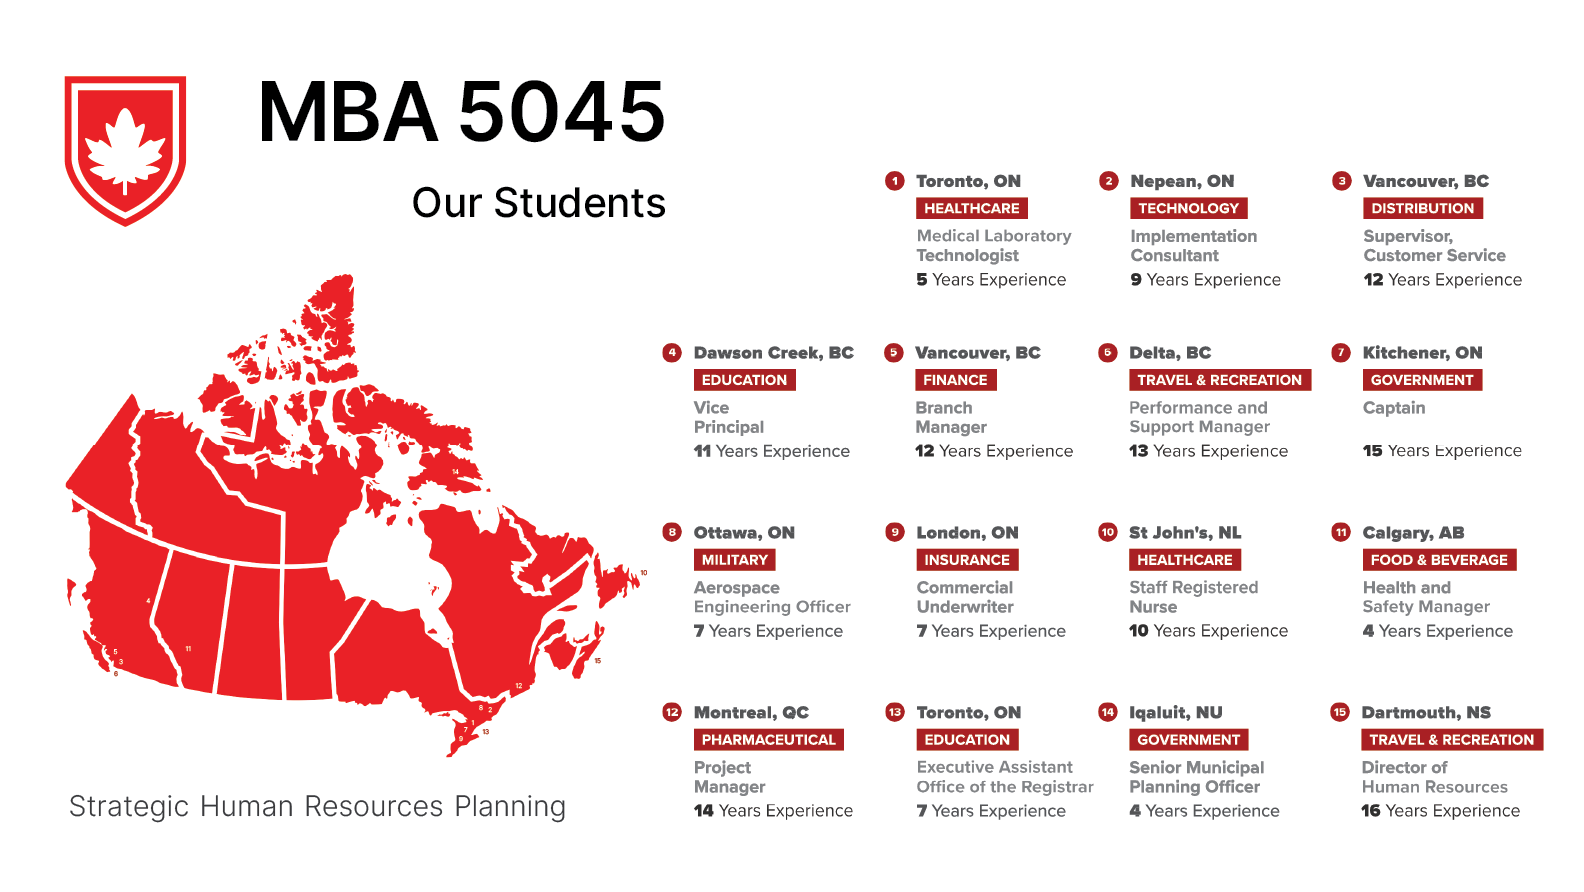 MBA 5045
Our Students
1 Toronto, ON
HEALTHCARE
Medical Laboratory
Technologist
5 Years Experience
2 Nepean, ON
TECHNOLOGY
Implementation
Consultant
9 Years Experience
3 Vancouver, BC
DISTRIBUTION
Supervisor,
Customer Service
12 Years Experience
4 Dawson Creek, BC
EDUCATION
Vice
Principal
11 Years Experience
5 Vancouver, BC
FINANCE
Branch
Manager
12 Years Experience
6 Delta, BC
TRAVEL & RECREATION
Performance and
Support Manager
13 Years Experience
7 Kitchener, ON
GOVERNMENT
Captain
15 Years Experience
8 Ottawa, ON
MILITARY
Aerospace
Engineering Officer
7 Years Experience
9 London, ON
INSURANCE
Commercial
Underwriter
7 Years Experience
10 St John's, NL
HEALTHCARE
Staff Registered
Nurse
10 Years Experience
11 Calgary, AB
FOOD & BEVERAGE
Health and
Safety Manager
4 Years Experience
12 Montreal, QC
PHARMACEUTICAL
Project
Manager
14 Years Experience
13 Toronto, ON
EDUCATION
Executive Assistant
Office of the Registrar
7 Years Experience
14 Iqaluit, NU
GOVERNMENT
Senior Municipal
Planning Officer
4 Years Experience
15 Dartmouth, NS
TRAVEL & RECREATION
Director of
Human Resources
16 Years Experience
14
10
4
11
5
3
6
15
12
8 2
1
7 13
9
Strategic Human Resources Planning